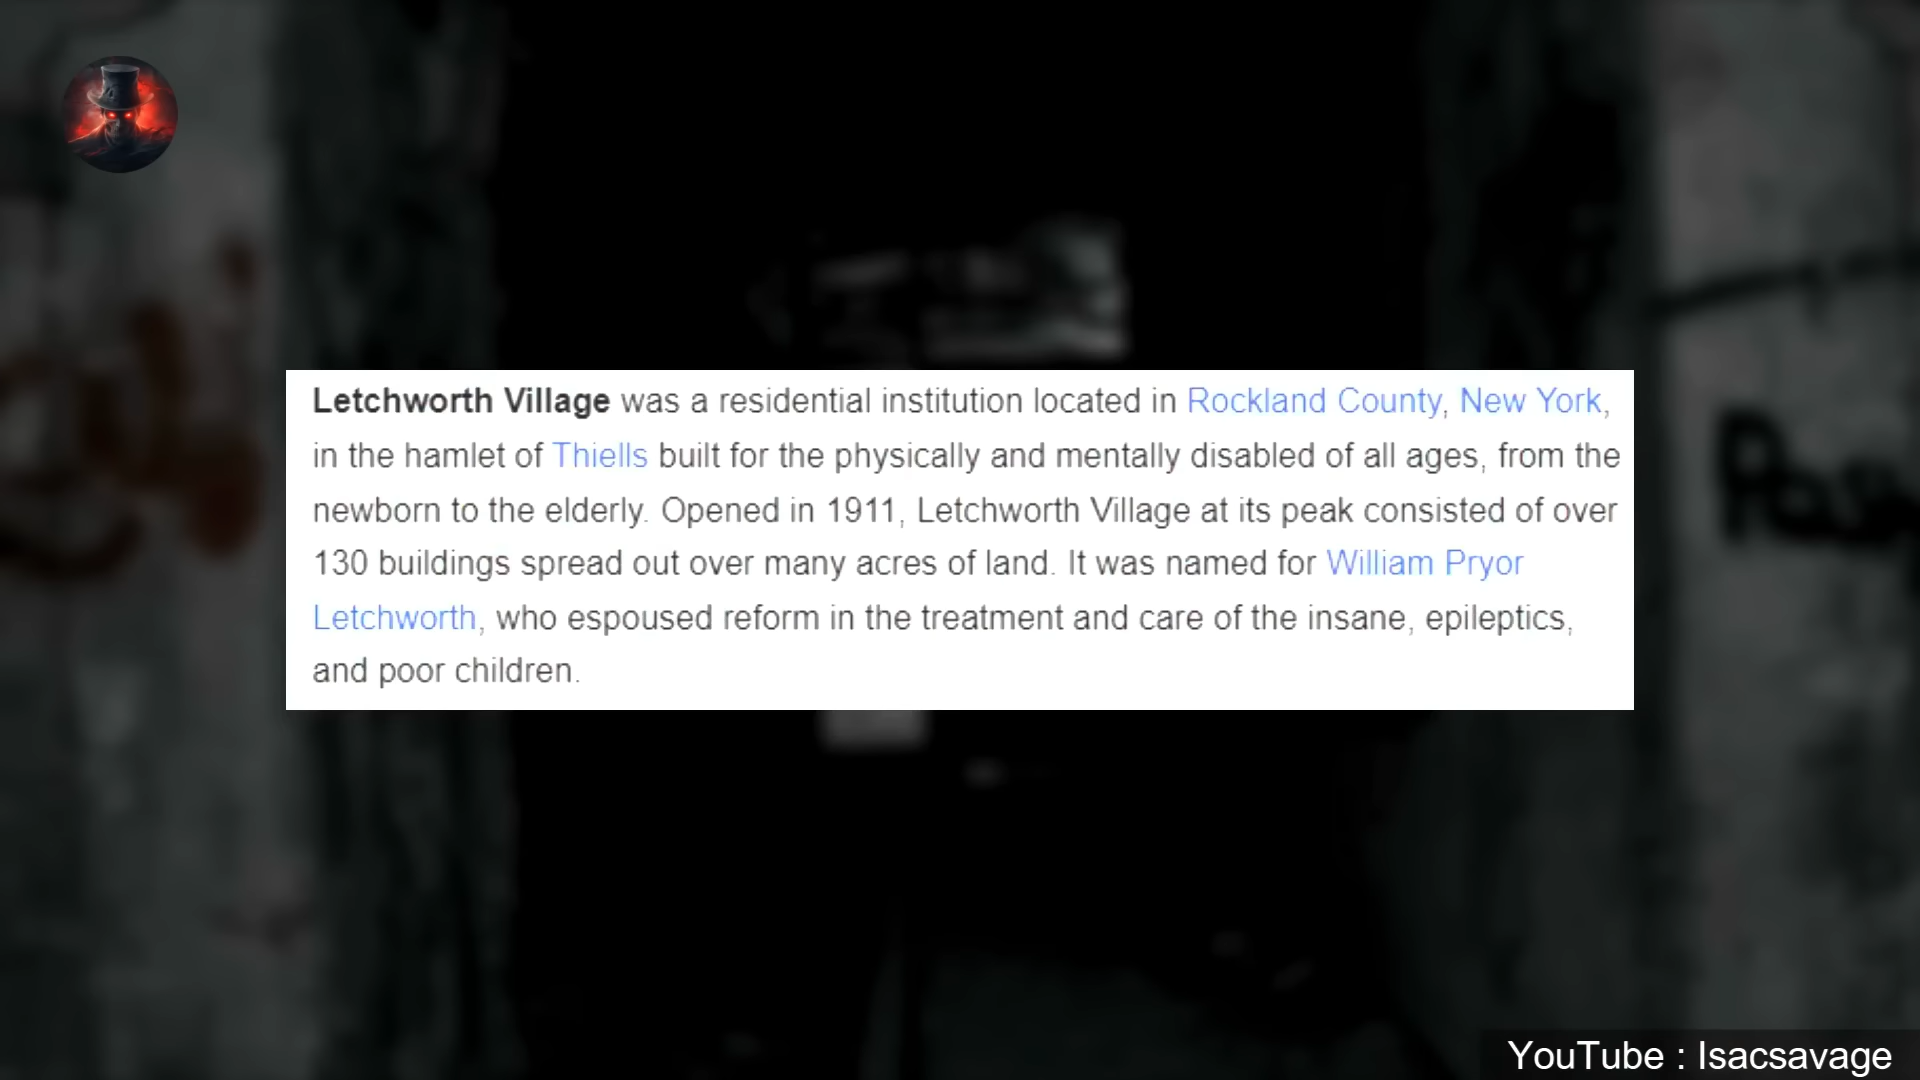 Letchworth Village was a residential institution located in Rockland County, New York,
in the hamlet of Thiells built for the physically and mentally disabled of all ages, from the
newborn to the elderly. Opened in 1911, Letchworth Village at its peak consisted of over
130 buildings spread out over many acres of land. It was named for William Pryor
Letchworth, who espoused reform in the treatment and care of the insane, epileptics,
and poor children.
YouTube : Isacsavage